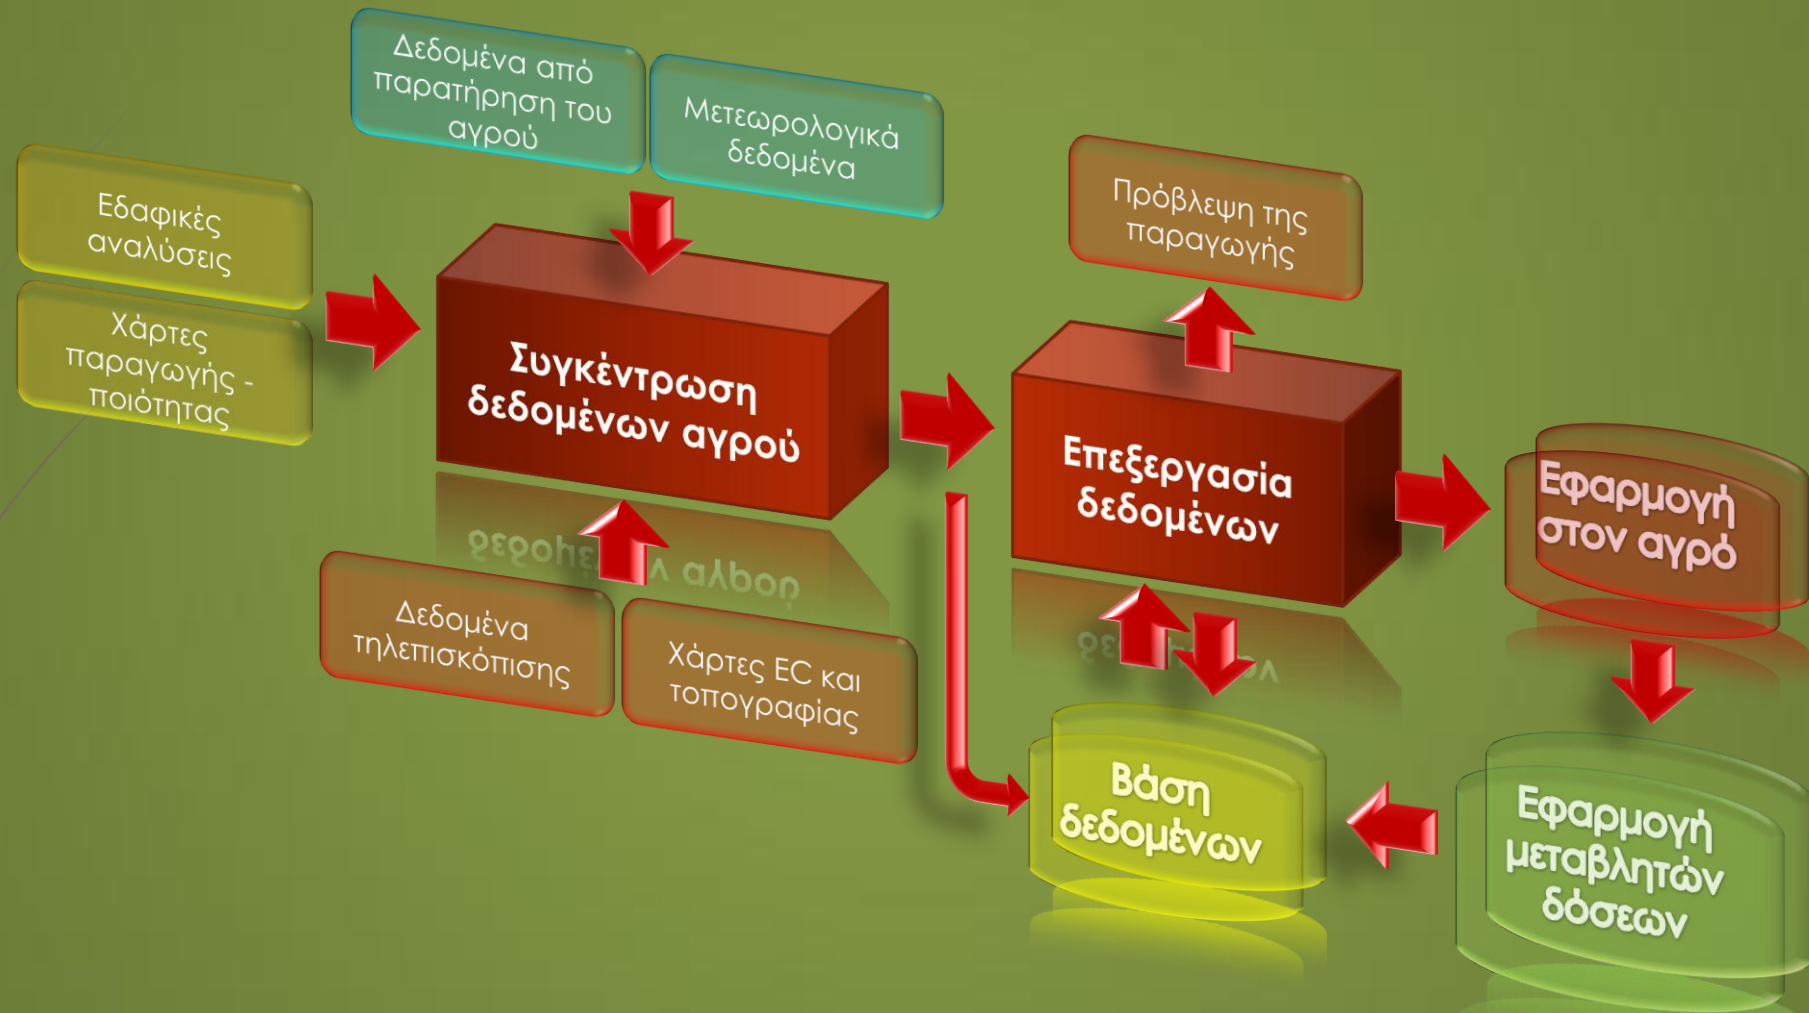 Δεδομένα από
παρατήρηση του
αγρού
Μετεωρολογικά
δεδομένα
Εδαφικές
αναλύσεις
Χάρτες
παραγωγής -
ποιότητας
Πρόβλεψη της
παραγωγής
Συγκέντρωση
δεδομένων αγρού
Επεξεργασία
δεδομένων
Εφαρμογή
στον αγρό
Δεδομένα
τηλεπισκόπισης
Χάρτες EC και
τοπογραφίας
Βάση
δεδομένων
Εφαρμογή
μεταβλητών
δόσεων